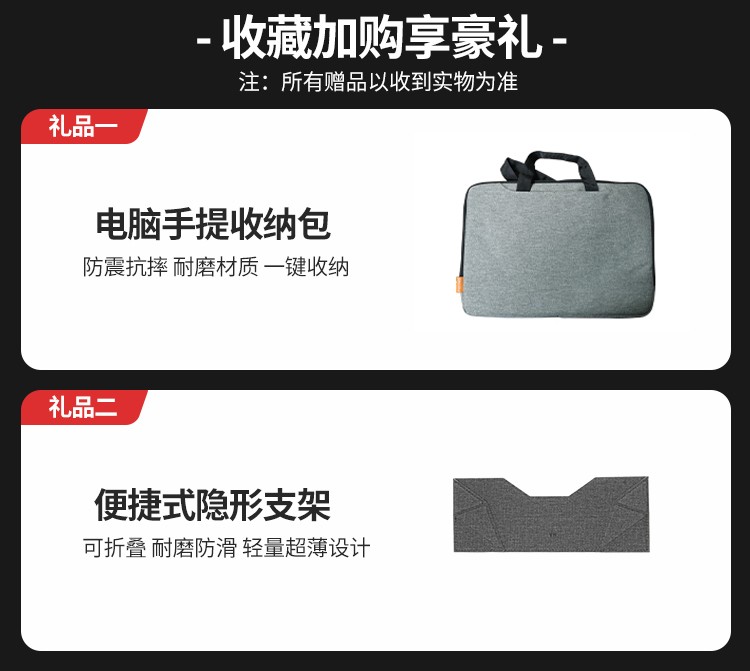 - 收藏加购享豪礼 -
注：所有赠品以收到实物为准
礼品一
电脑手提收纳包
防震抗摔 耐磨材质 一键收纳
礼品二
便捷式隐形支架
可折叠 耐磨防滑 轻量超薄设计